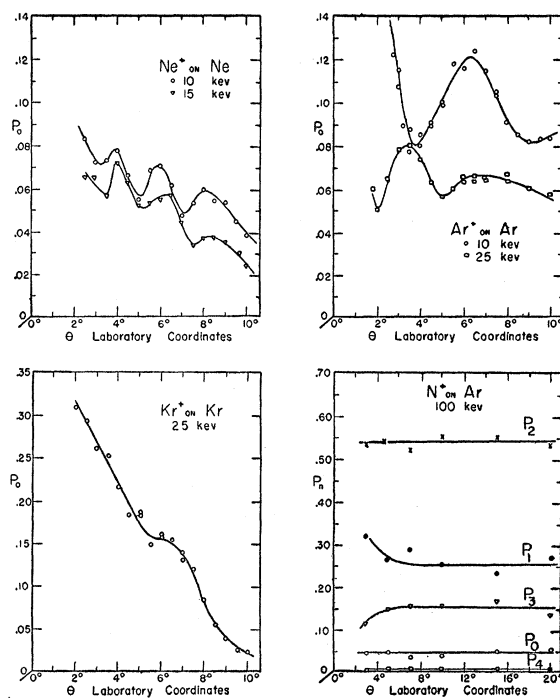 .14
.12
.10
P₀
.08
.06
.04
.02
0
0°
2°
4°
6°
8°
10°
θ Laboratory Coordinates
Ne⁺ ON Ne
○ 10 kev
▽ 15 kev
.14
.12
.10
P₀
.08
.06
.04
.02
0
0°
2°
4°
6°
8°
10°
θ Laboratory Coordinates
Ar⁺ ON Ar
○ 10 kev
□ 25 kev
.35
.30
.25
P₀
.20
.15
.10
.05
0
0°
2°
4°
6°
8°
10°
θ Laboratory Coordinates
Kr⁺ ON Kr
25 kev
.70
.50
Pₙ
.30
.10
0
0°
4°
8°
12°
16°
20°
θ Laboratory Coordinates
N⁺ ON Ar
100 kev
P₂
P₁
P₃
P₀
P₄